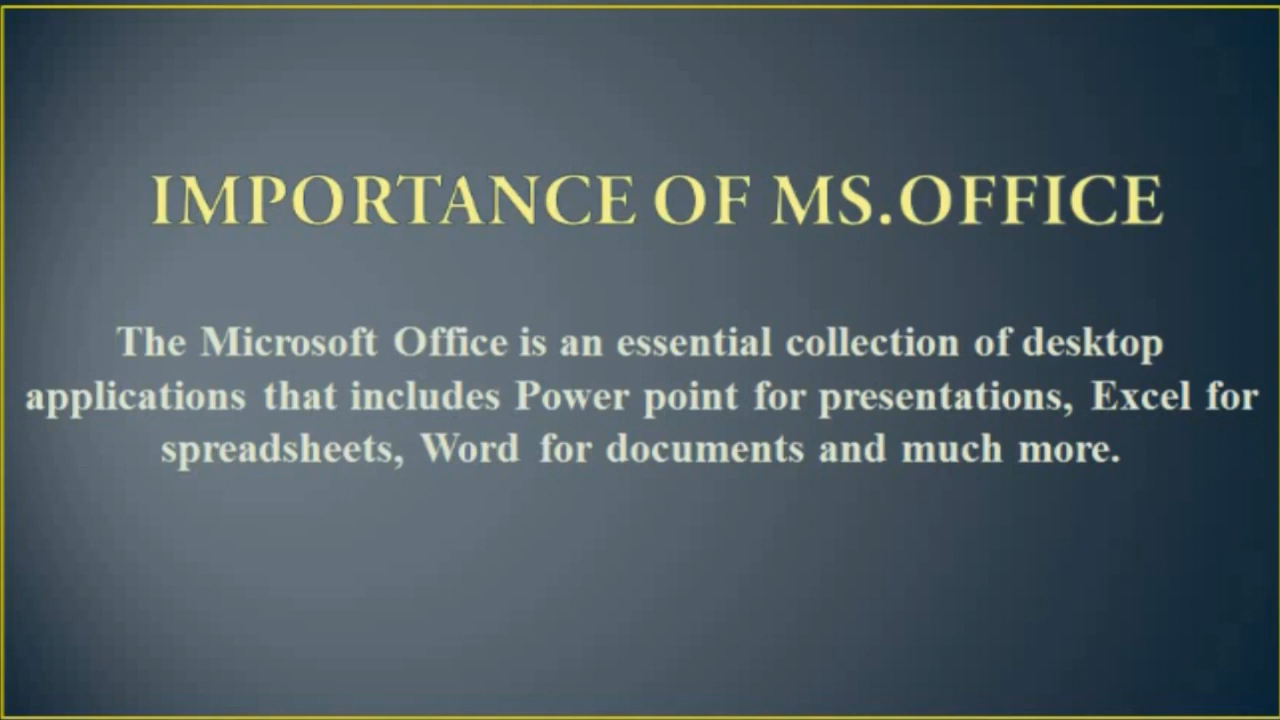 IMPORTANCE OF MS.OFFICE
The Microsoft Office is an essential collection of desktop
applications that includes Power point for presentations, Excel for
spreadsheets, Word for documents and much more.